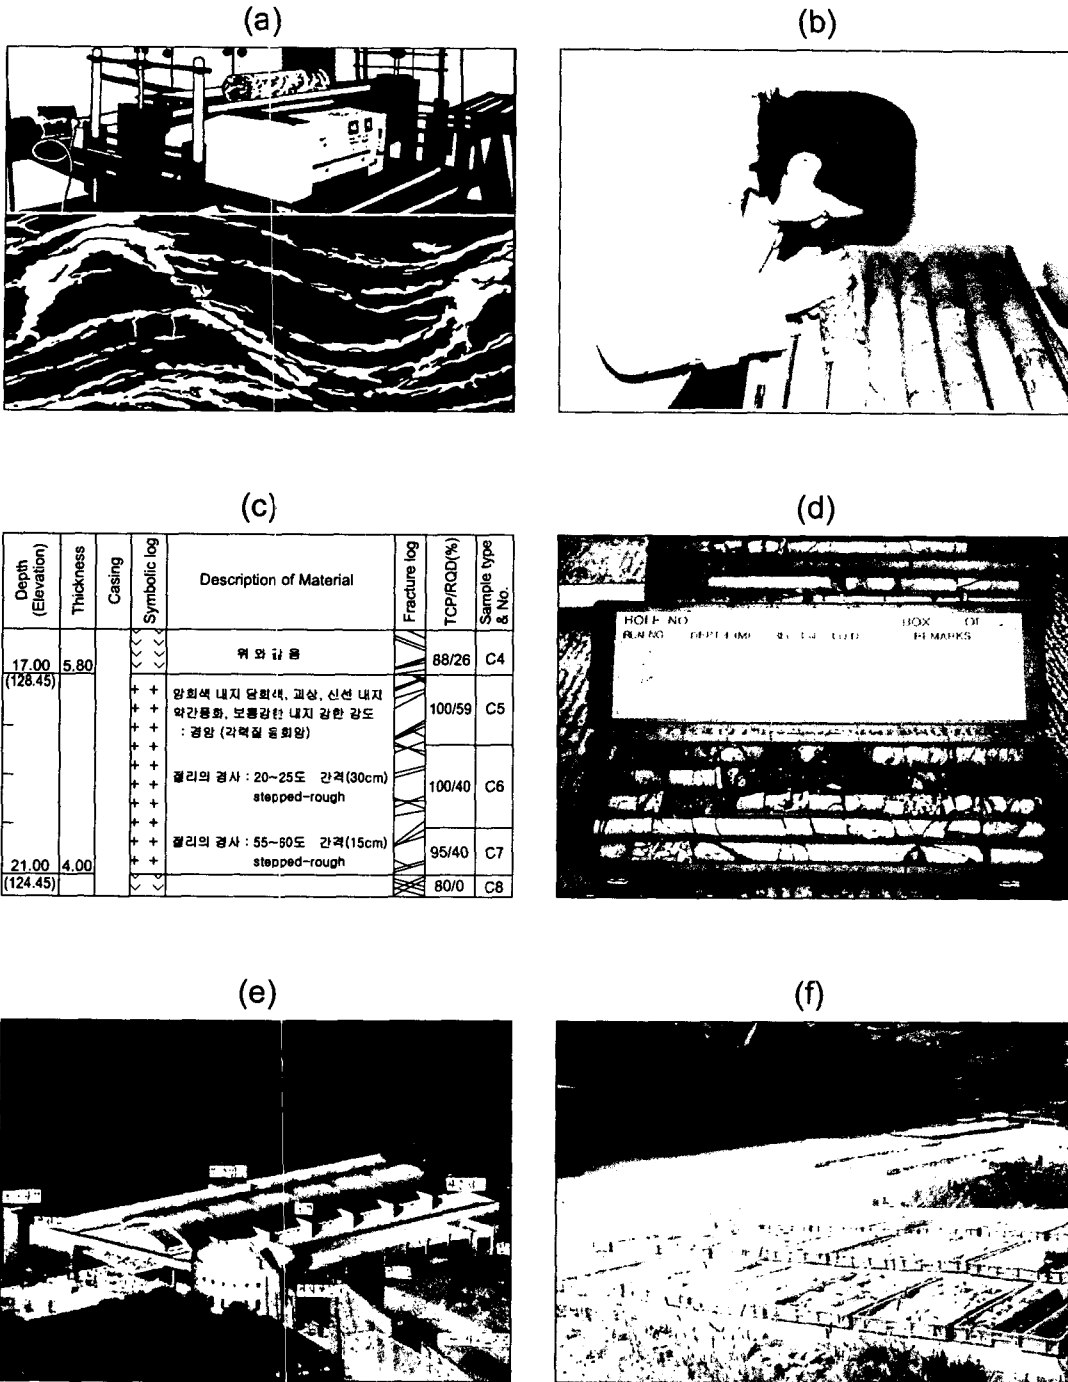 (a)
(b)
(c)
(d)
Depth (Elevation)
Thickness
Casing
Symbolic log
Description of Material
Fracture log
TCP/RQD(%)
Sample type & No.
17.00 5.80 위 와 같 음 88/26 C4
(128.45)
암회색 내지 담회색, 괴상, 신선 내지
약간풍화, 보통강한 내지 강한 강도
: 경암 (각력질 응회암)
100/59 C5
절리의 경사 : 20~25도 간격(30cm)
stepped-rough
100/40 C6
절리의 경사 : 55~60도 간격(15cm)
stepped-rough
95/40 C7
21.00 4.00
(124.45) 80/0 C8
HOLE NO BOX OF
RUN NO REMARKS
(e)
(f)